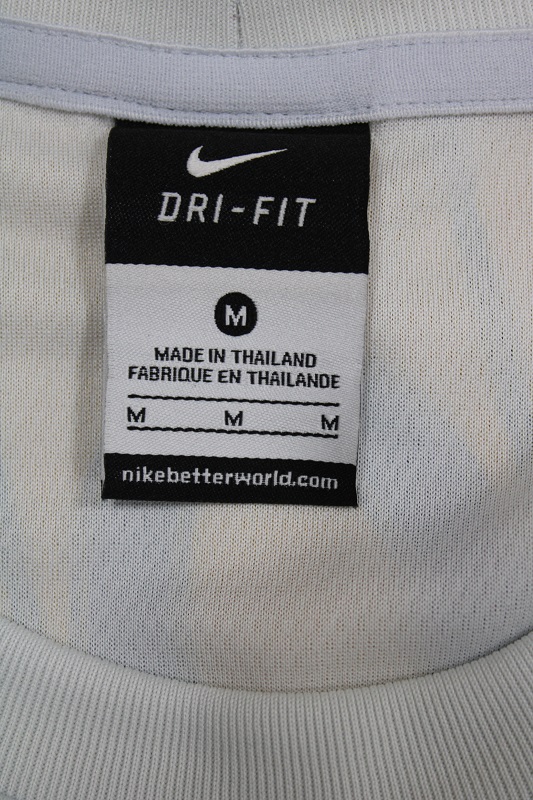 DRI-FIT
M
MADE IN THAILAND
FABRIQUE EN THAILANDE
M M M
nikebetterworld.com